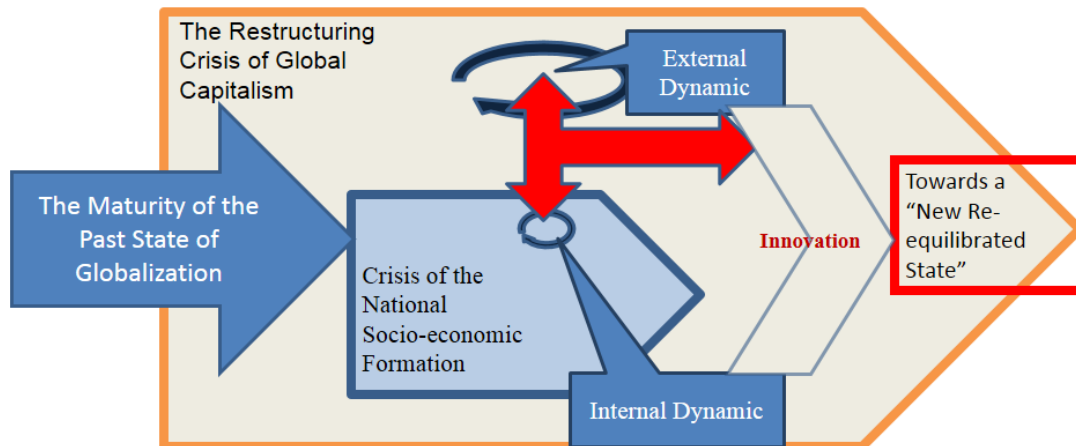 The Restructuring
Crisis of Global
Capitalism
External
Dynamic
The Maturity of the
Past State of
Globalization
Crisis of the
National
Socio-economic
Formation
Internal Dynamic
Innovation
Towards a
“New Re-
equilibrated
State”